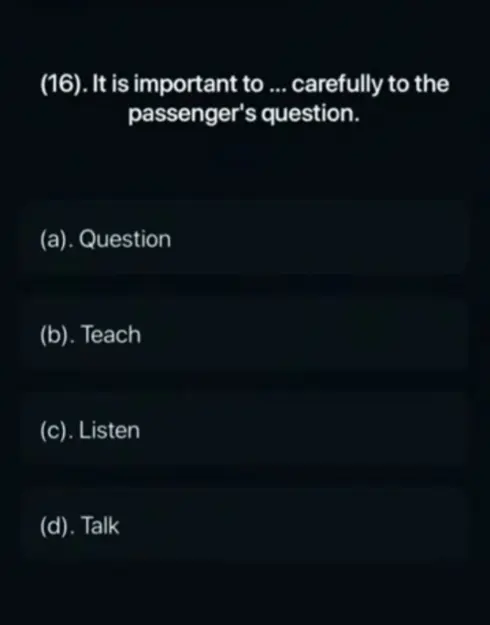 (16). It is important to ... carefully to the
passenger's question.
(a). Question
(b). Teach
(c). Listen
(d). Talk